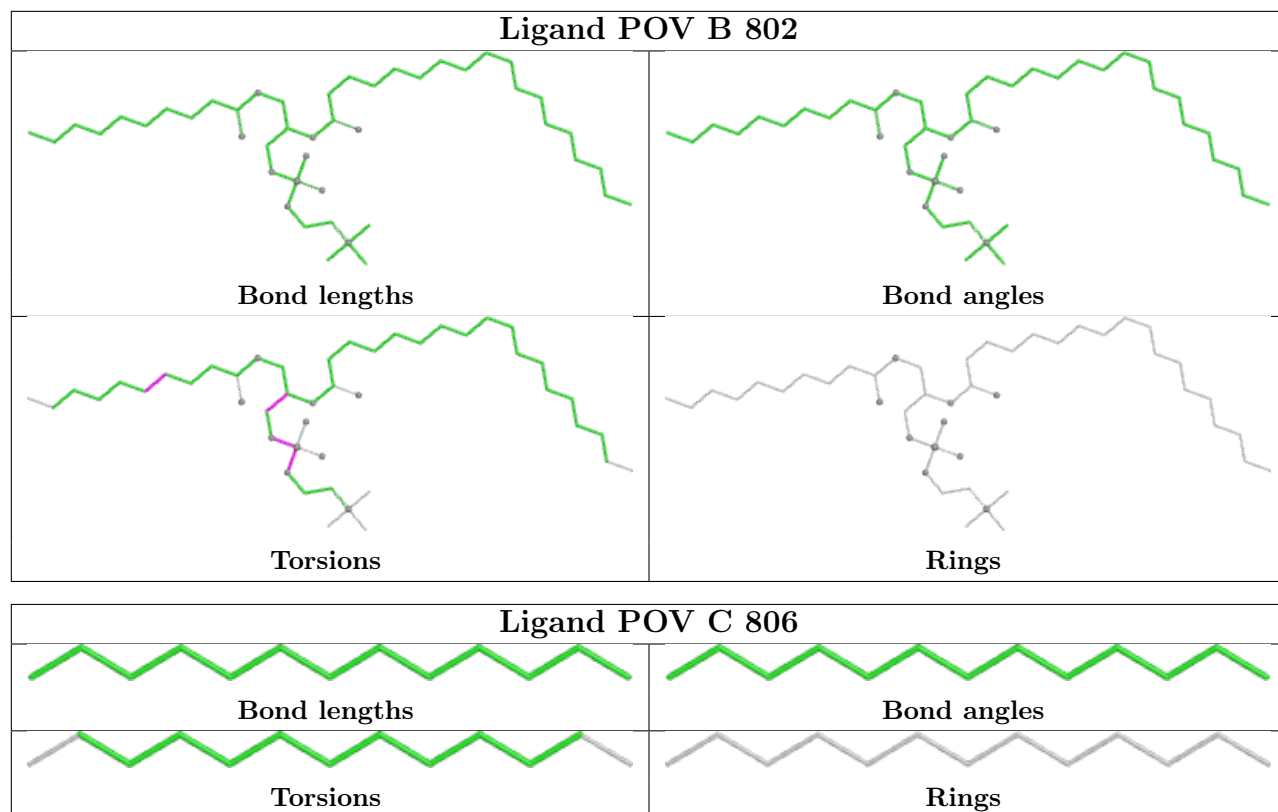 Ligand POV B 802
Bond lengths
Bond angles
Torsions
Rings
Ligand POV C 806
Bond lengths
Bond angles
Torsions
Rings